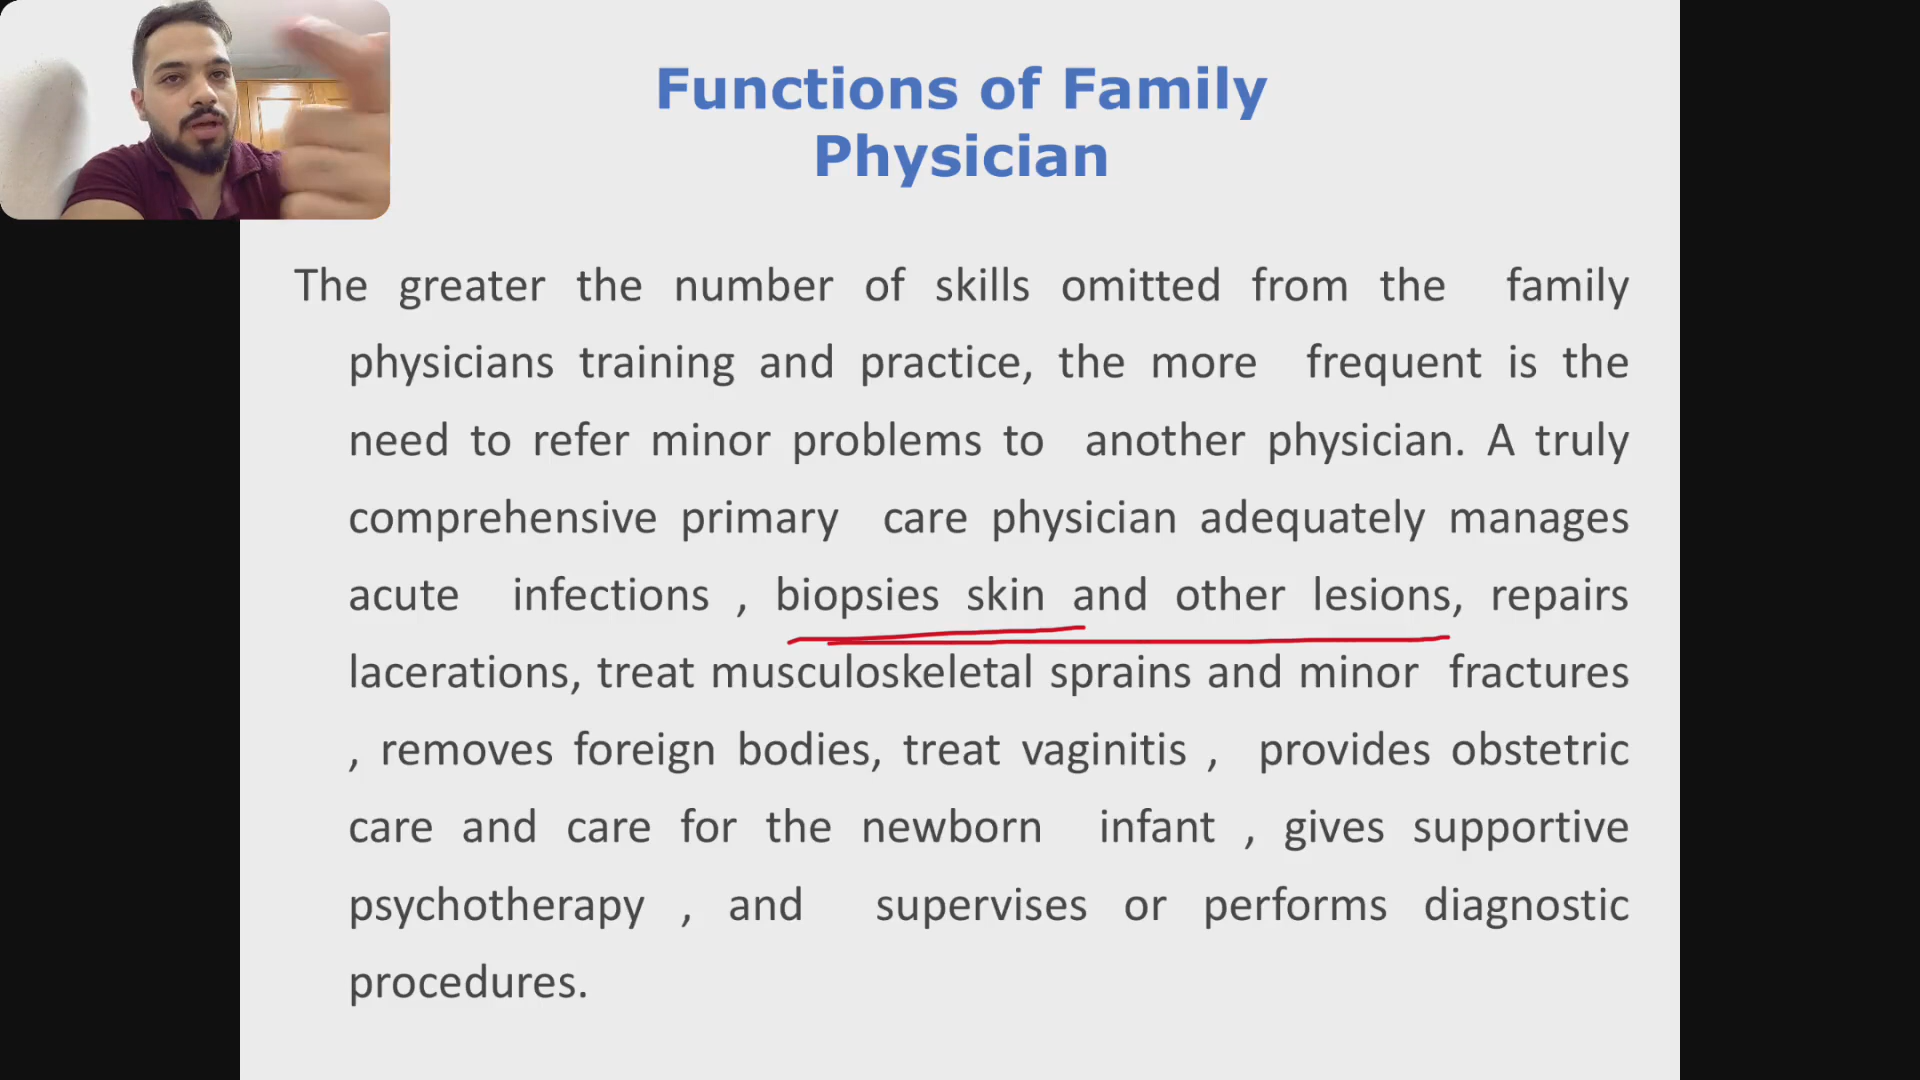 Functions of Family
Physician
The greater the number of skills omitted from the family
physicians training and practice, the more frequent is the
need to refer minor problems to another physician. A truly
comprehensive primary care physician adequately manages
acute infections , biopsies skin and other lesions, repairs
lacerations, treat musculoskeletal sprains and minor fractures
, removes foreign bodies, treat vaginitis , provides obstetric
care and care for the newborn infant , gives supportive
psychotherapy , and supervises or performs diagnostic
procedures.